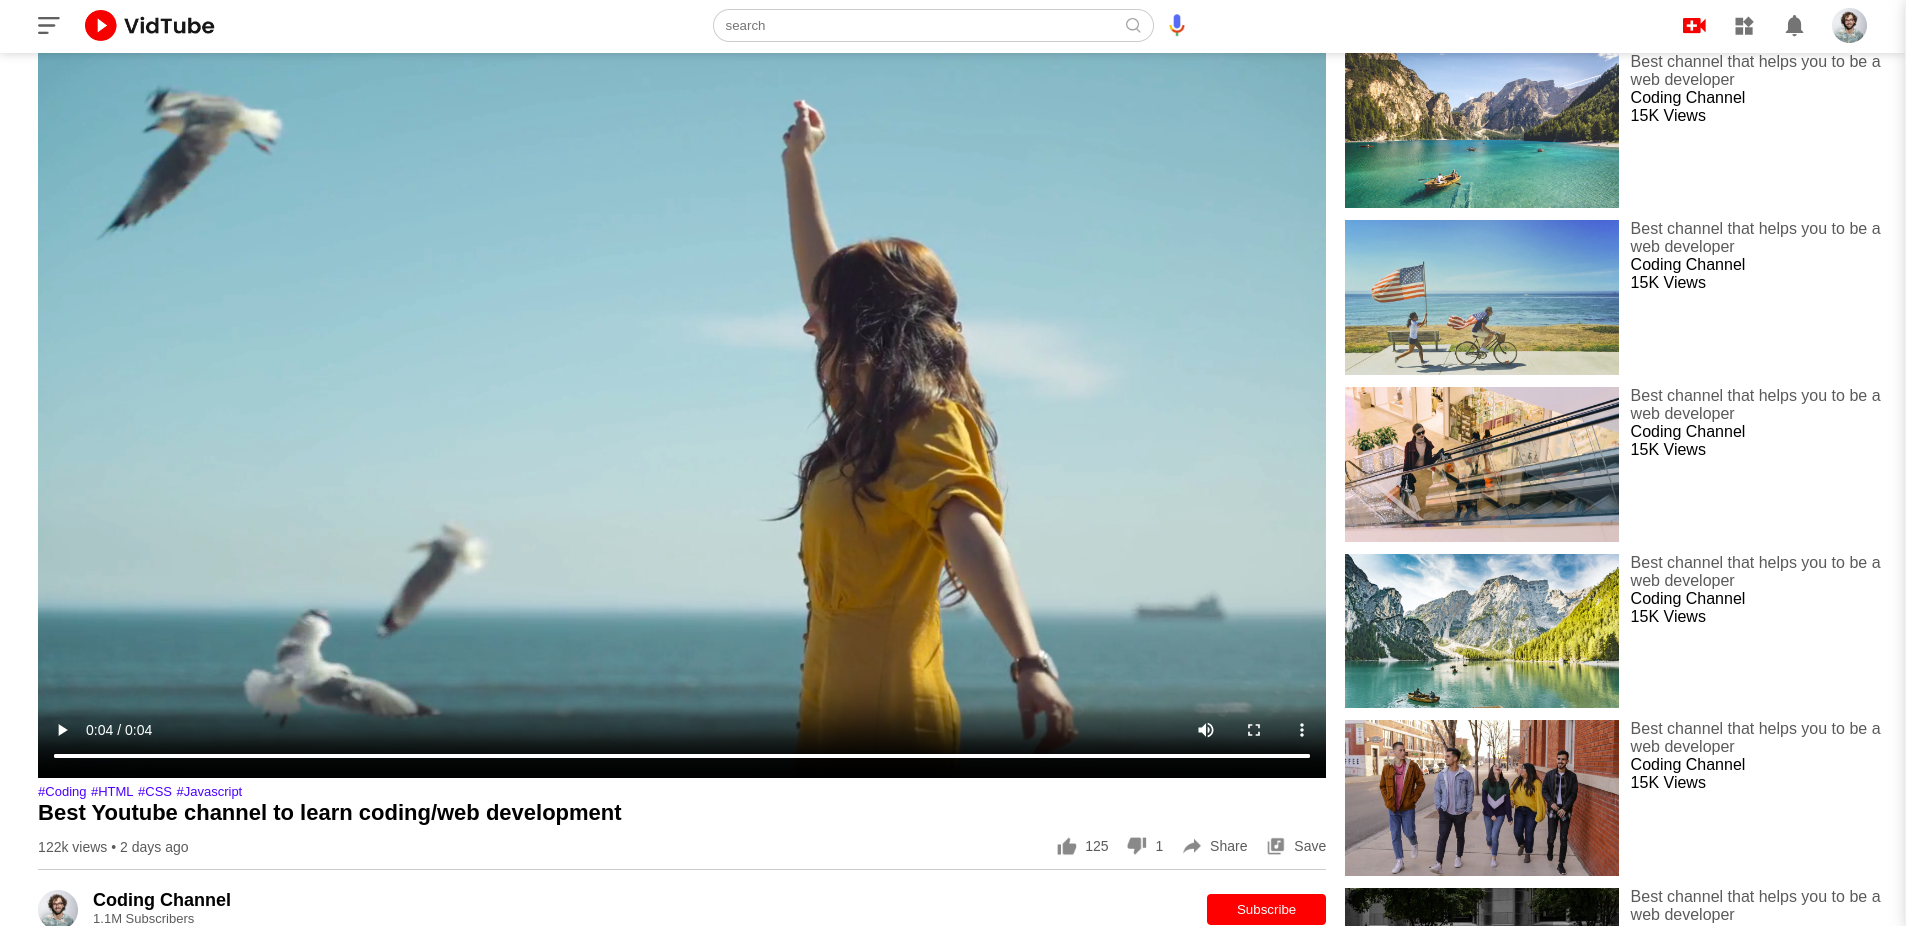 VidTube
search
0:04 / 0:04
#Coding #HTML #CSS #Javascript
Best Youtube channel to learn coding/web development
122k views • 2 days ago
125
1
Share
Save
Coding Channel
1.1M Subscribers
Subscribe
Best channel that helps you to be a
web developer
Coding Channel
15K Views
Best channel that helps you to be a
web developer
Coding Channel
15K Views
Best channel that helps you to be a
web developer
Coding Channel
15K Views
Best channel that helps you to be a
web developer
Coding Channel
15K Views
Best channel that helps you to be a
web developer
Coding Channel
15K Views
Best channel that helps you to be a
web developer